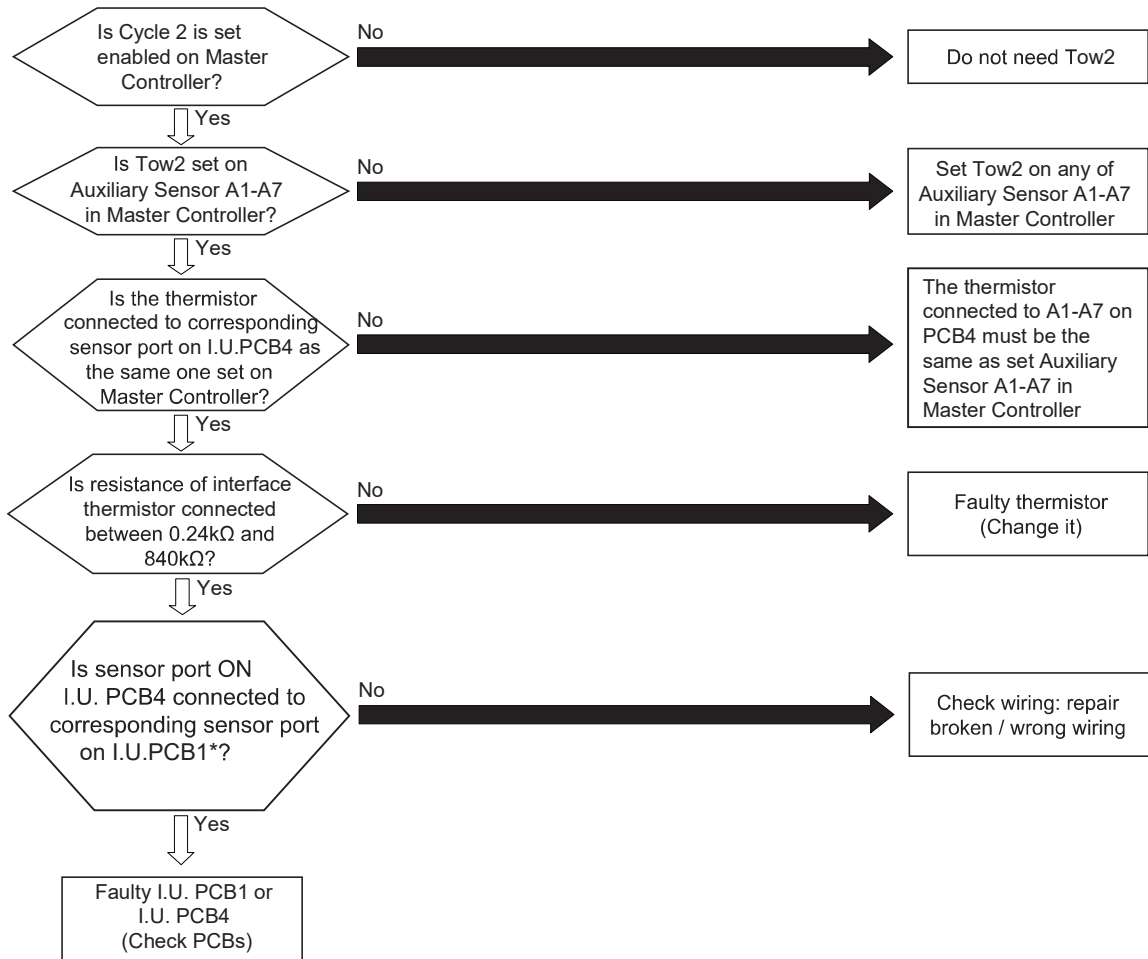 Is Cycle 2 is set
enabled on Master
Controller?
No
Do not need Tow2
Yes
Is Tow2 set on
Auxiliary Sensor A1-A7
in Master Controller?
No
Set Tow2 on any of
Auxiliary Sensor A1-A7
in Master Controller
Yes
Is the thermistor
connected to corresponding
sensor port on I.U.PCB4 as
the same one set on
Master Controller?
No
The thermistor
connected to A1-A7 on
PCB4 must be the
same as set Auxiliary
Sensor A1-A7 in
Master Controller
Yes
Is resistance of interface
thermistor connected
between 0.24kΩ and
840kΩ?
No
Faulty thermistor
(Change it)
Yes
Is sensor port ON
I.U. PCB4 connected to
corresponding sensor port
on I.U.PCB1*?
No
Check wiring: repair
broken / wrong wiring
Yes
Faulty I.U. PCB1 or
I.U. PCB4
(Check PCBs)